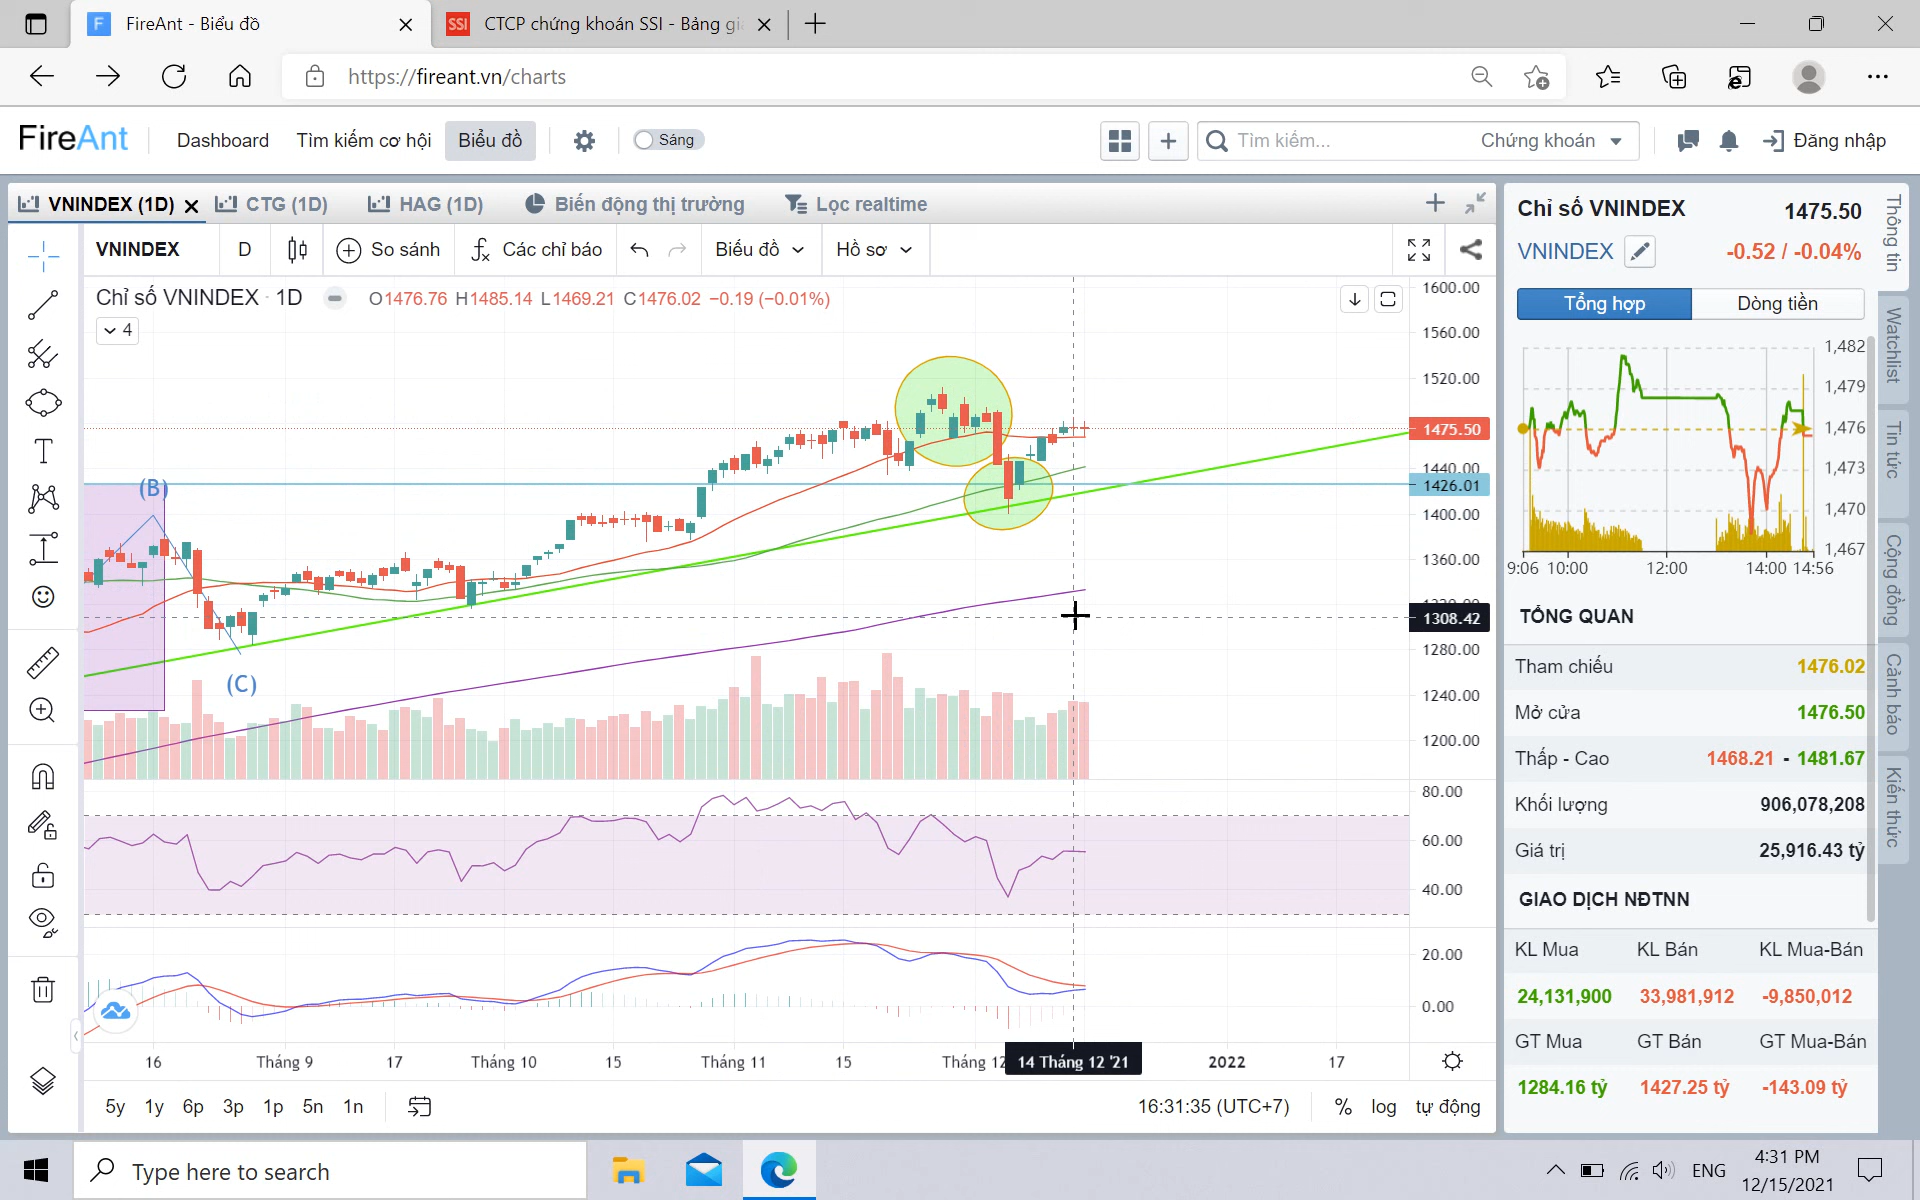 FireAnt - Biểu đồ
CTCP chứng khoán SSI - Bảng gi
https://fireant.vn/charts
FireAnt Dashboard Tìm kiếm cơ hội Biểu đồ Sáng Tìm kiếm... Chứng khoán Đăng nhập
VNINDEX (1D) CTG (1D) HAG (1D) Biến động thị trường Lọc realtime
VNINDEX D So sánh Các chỉ báo Biểu đồ Hồ sơ
Chỉ số VNINDEX · 1D O1476.76 H1485.14 L1469.21 C1476.02 −0.19 (−0.01%)
4
(B)
(C)
1600.00
1560.00
1520.00
1475.50
1440.00
1426.01
1400.00
1360.00
1320.00
1308.42
1280.00
1240.00
1200.00
80.00
60.00
40.00
20.00
0.00
16 Tháng 9 17 Tháng 10 15 Tháng 11 15 Tháng 12 14 Tháng 12 '21 2022 17
5y 1y 6p 3p 1p 5n 1n 16:31:35 (UTC+7) % log tự động
Chỉ số VNINDEX 1475.50
VNINDEX -0.52 / -0.04%
Tổng hợp Dòng tiền
1,482
1,479
1,476
1,473
1,470
1,467
9:06 10:00 12:00 14:00 14:56
TỔNG QUAN
Tham chiếu 1476.02
Mở cửa 1476.50
Thấp - Cao 1468.21 - 1481.67
Khối lượng 906,078,208
Giá trị 25,916.43 tỷ
GIAO DỊCH NĐTNN
KL Mua KL Bán KL Mua-Bán
24,131,900 33,981,912 -9,850,012
GT Mua GT Bán GT Mua-Bán
1284.16 tỷ 1427.25 tỷ -143.09 tỷ
Thông tin
Watchlist
Tin tức
Cộng đồng
Cảnh báo
Kiến thức
Type here to search
ENG
4:31 PM
12/15/2021